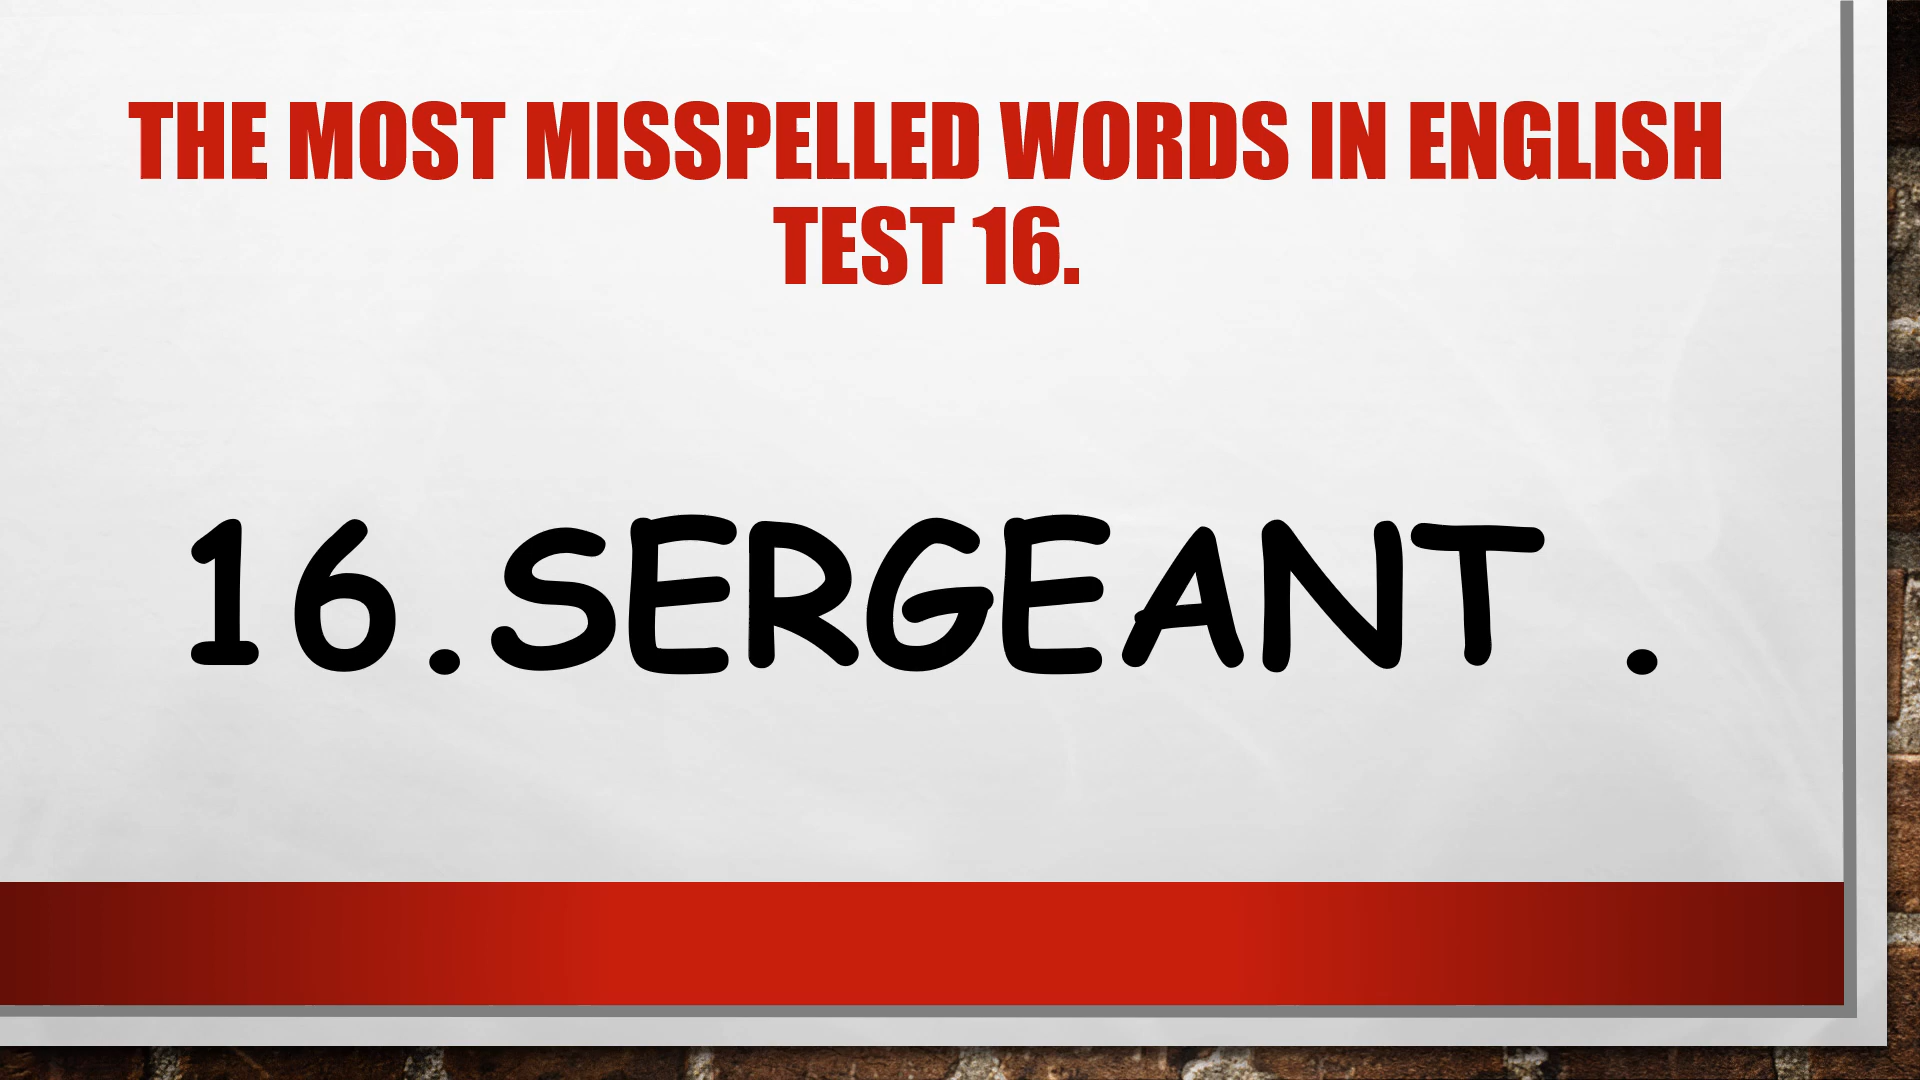 THE MOST MISSPELLED WORDS IN ENGLISH
TEST 16.
16.SERGEANT .